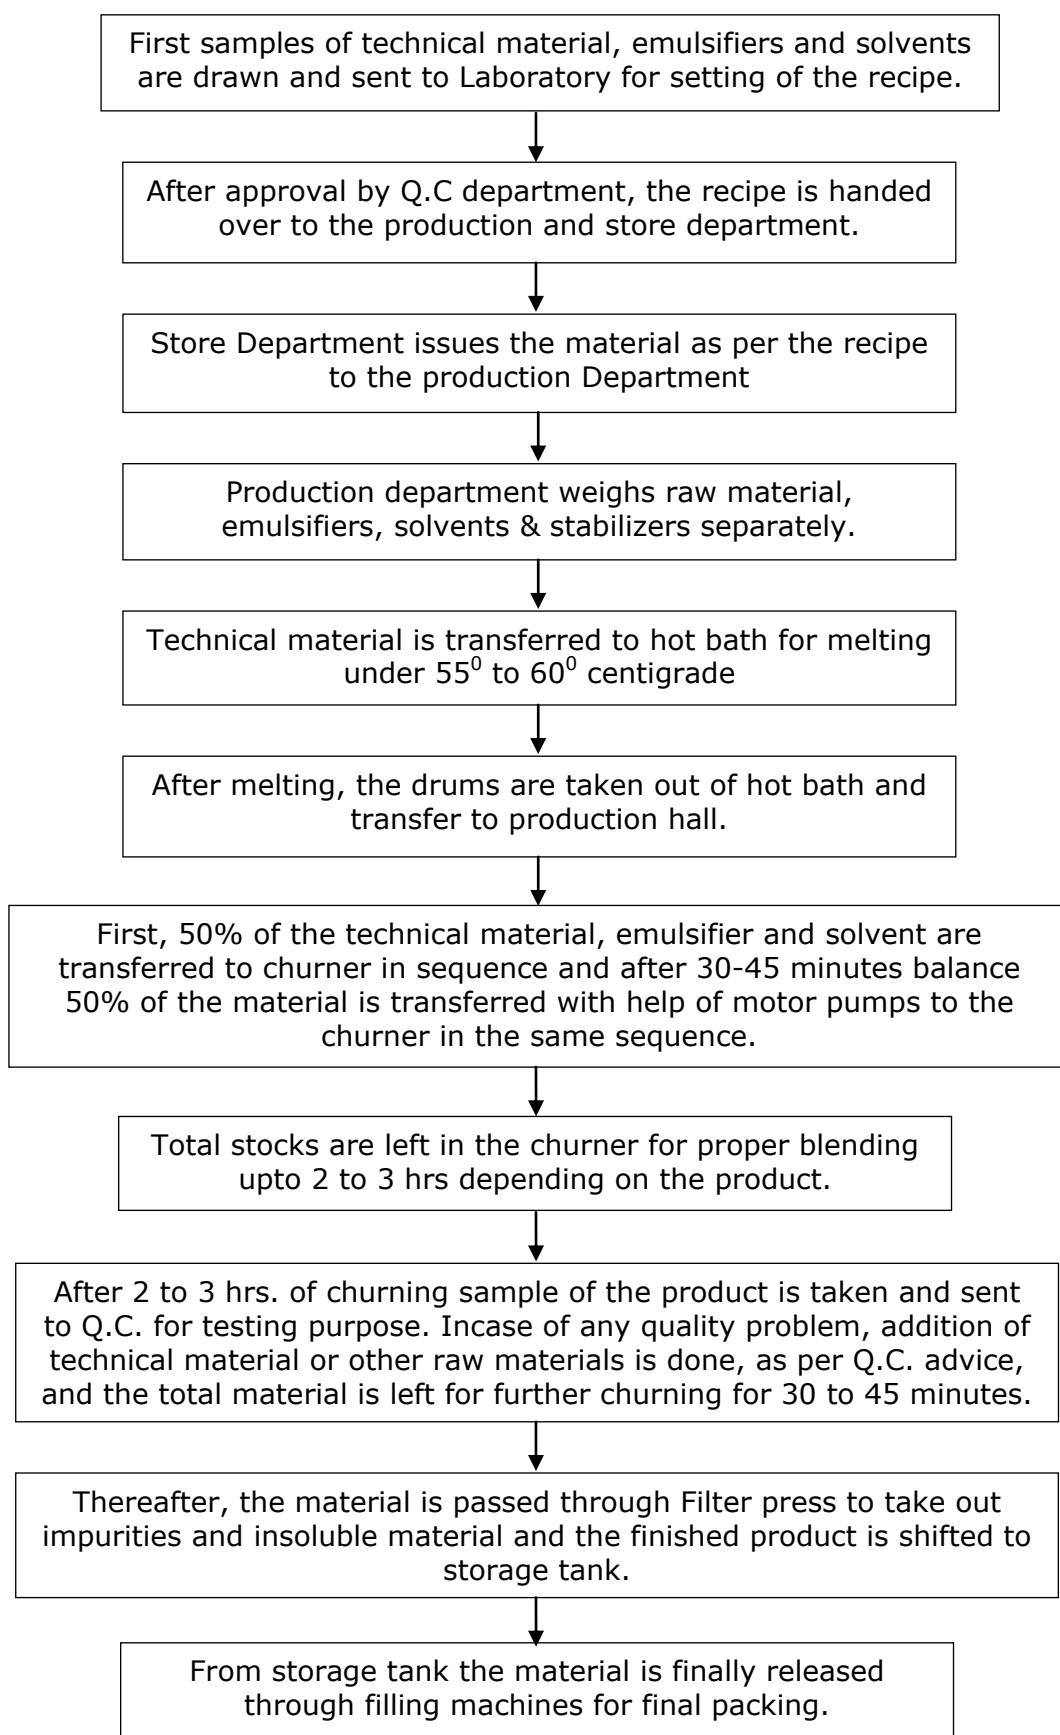 First samples of technical material, emulsifiers and solvents
are drawn and sent to Laboratory for setting of the recipe.
After approval by Q.C department, the recipe is handed
over to the production and store department.
Store Department issues the material as per the recipe
to the production Department
Production department weighs raw material,
emulsifiers, solvents & stabilizers separately.
Technical material is transferred to hot bath for melting
under 55⁰ to 60⁰ centigrade
After melting, the drums are taken out of hot bath and
transfer to production hall.
First, 50% of the technical material, emulsifier and solvent are
transferred to churner in sequence and after 30-45 minutes balance
50% of the material is transferred with help of motor pumps to the
churner in the same sequence.
Total stocks are left in the churner for proper blending
upto 2 to 3 hrs depending on the product.
After 2 to 3 hrs. of churning sample of the product is taken and sent
to Q.C. for testing purpose. Incase of any quality problem, addition of
technical material or other raw materials is done, as per Q.C. advice,
and the total material is left for further churning for 30 to 45 minutes.
Thereafter, the material is passed through Filter press to take out
impurities and insoluble material and the finished product is shifted to
storage tank.
From storage tank the material is finally released
through filling machines for final packing.